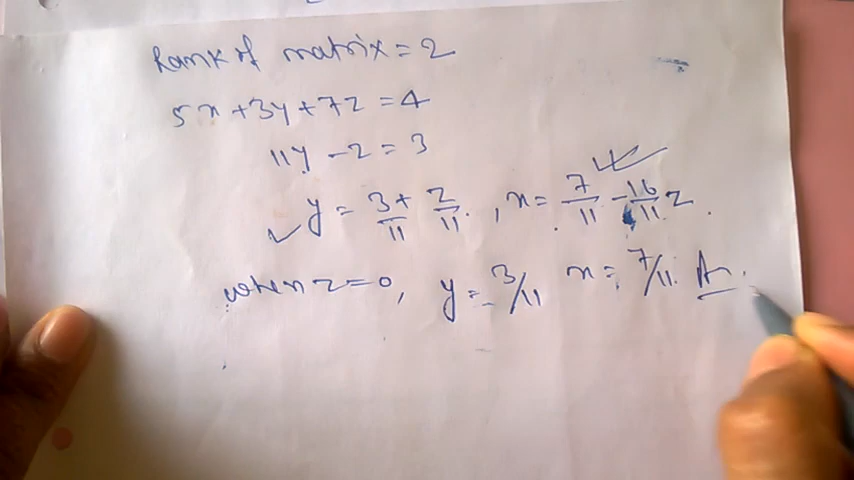 Rank of matrix = 2
5x + 3y + 7z = 4
11y - z = 3
y = 3/11 + z/11, x = 7/11 - 16/11 z.
when z = 0, y = 3/11 x = 7/11. An.